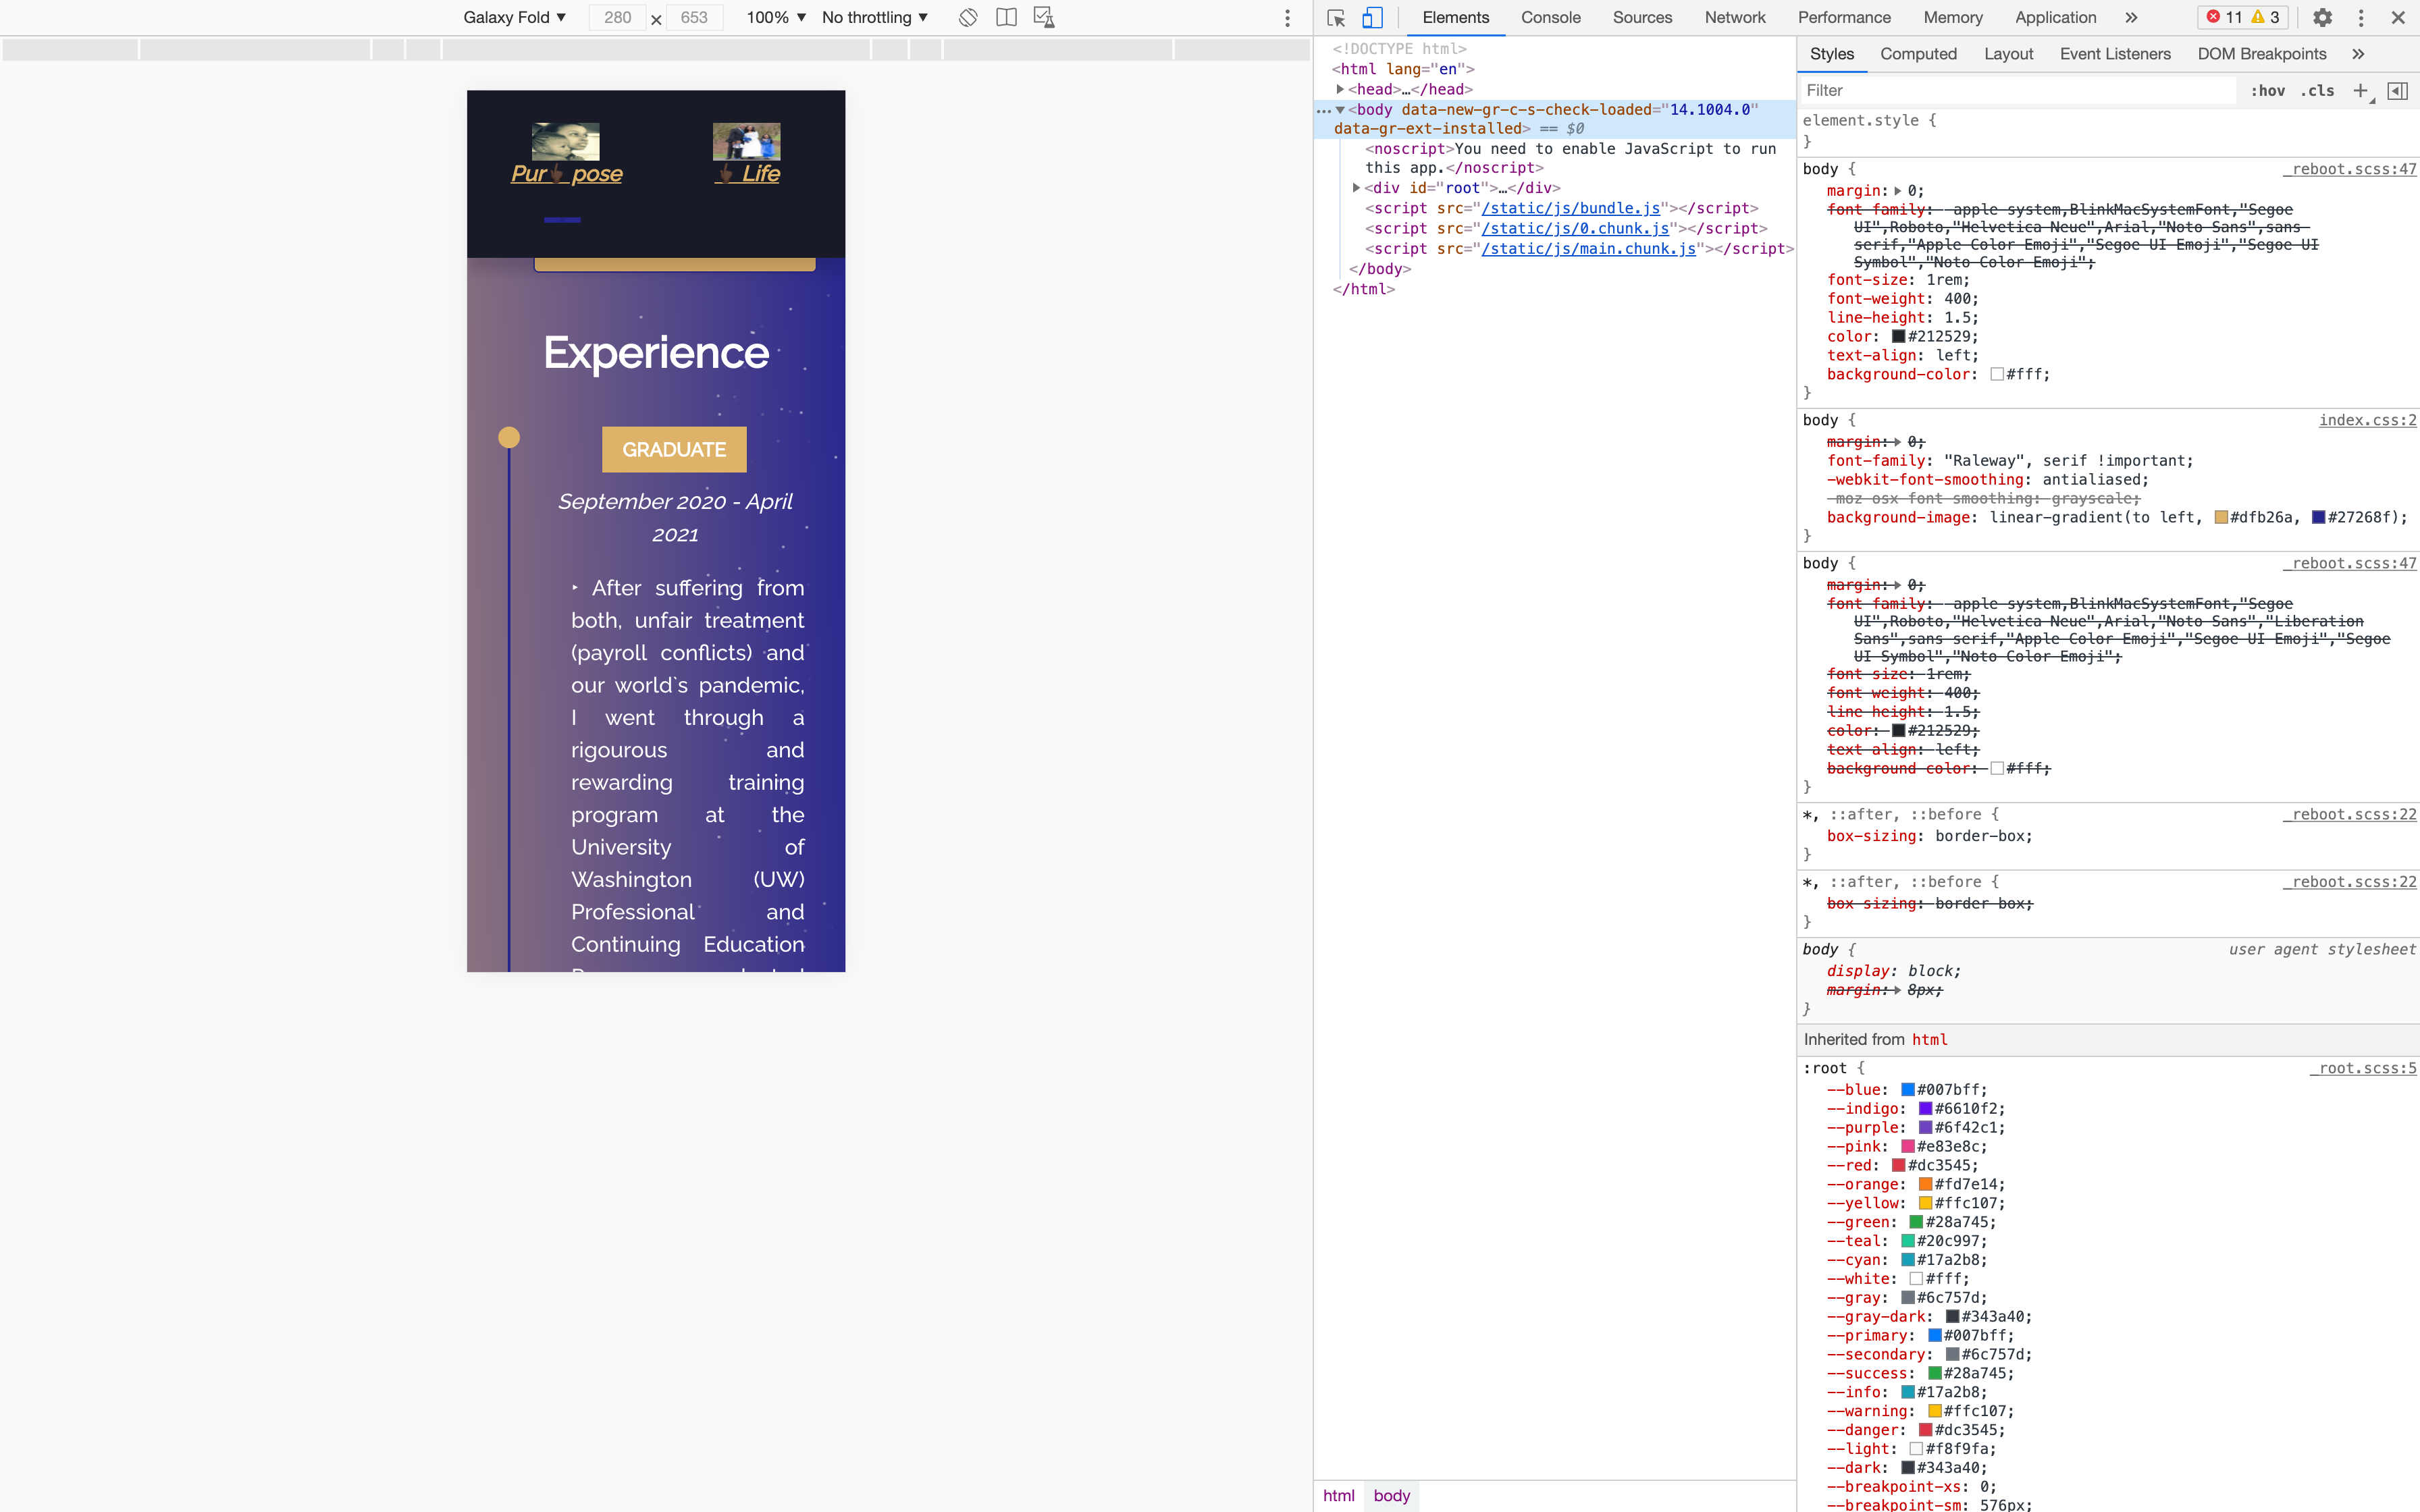 Galaxy Fold ▼ 280 × 653 100% ▼ No throttling ▼
Elements Console Sources Network Performance Memory Application » 11 3
Pur☝🏿pose ☝🏿 Life
Experience
GRADUATE
September 2020 - April
2021
‣ After suffering from
both, unfair treatment
(payroll conflicts) and
our world`s pandemic,
I went through a
rigourous and
rewarding training
program at the
University of
Washington (UW)
Professional and
Continuing Education
<!DOCTYPE html>
<html lang="en">
<head>…</head>
<body data-new-gr-c-s-check-loaded="14.1004.0"
data-gr-ext-installed> == $0
<noscript>You need to enable JavaScript to run
this app.</noscript>
<div id="root">…</div>
<script src="/static/js/bundle.js"></script>
<script src="/static/js/0.chunk.js"></script>
<script src="/static/js/main.chunk.js"></script>
</body>
</html>
html body
Styles Computed Layout Event Listeners DOM Breakpoints »
Filter :hov .cls +
element.style {
}
body { _reboot.scss:47
margin: 0;
font-family: -apple-system,BlinkMacSystemFont,"Segoe
UI",Roboto,"Helvetica Neue",Arial,"Noto Sans",sans-
serif,"Apple Color Emoji","Segoe UI Emoji","Segoe UI
Symbol","Noto Color Emoji";
font-size: 1rem;
font-weight: 400;
line-height: 1.5;
color: #212529;
text-align: left;
background-color: #fff;
}
body { index.css:2
margin: 0;
font-family: "Raleway", serif !important;
-webkit-font-smoothing: antialiased;
-moz-osx-font-smoothing: grayscale;
background-image: linear-gradient(to left, #dfb26a, #27268f);
}
body { _reboot.scss:47
margin: 0;
font-family: -apple-system,BlinkMacSystemFont,"Segoe
UI",Roboto,"Helvetica Neue",Arial,"Noto Sans","Liberation
Sans",sans-serif,"Apple Color Emoji","Segoe UI Emoji","Segoe
UI Symbol","Noto Color Emoji";
font-size: 1rem;
font-weight: 400;
line-height: 1.5;
color: #212529;
text-align: left;
background-color: #fff;
}
*, ::after, ::before { _reboot.scss:22
box-sizing: border-box;
}
*, ::after, ::before { _reboot.scss:22
box-sizing: border-box;
}
body { user agent stylesheet
display: block;
margin: 8px;
}
Inherited from html
:root { _root.scss:5
--blue: #007bff;
--indigo: #6610f2;
--purple: #6f42c1;
--pink: #e83e8c;
--red: #dc3545;
--orange: #fd7e14;
--yellow: #ffc107;
--green: #28a745;
--teal: #20c997;
--cyan: #17a2b8;
--white: #fff;
--gray: #6c757d;
--gray-dark: #343a40;
--primary: #007bff;
--secondary: #6c757d;
--success: #28a745;
--info: #17a2b8;
--warning: #ffc107;
--danger: #dc3545;
--light: #f8f9fa;
--dark: #343a40;
--breakpoint-xs: 0;
--breakpoint-sm: 576px;